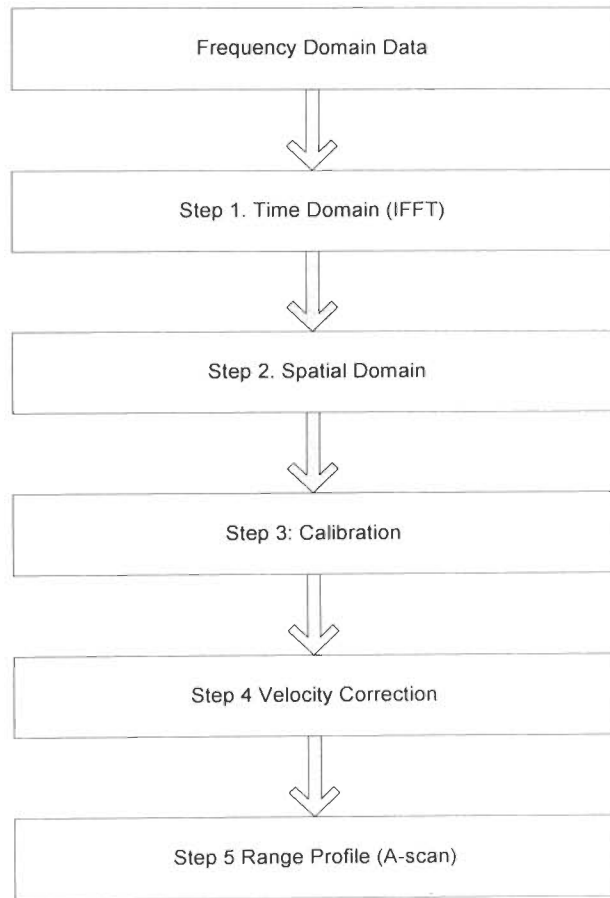 Frequency Domain Data
Step 1. Time Domain (IFFT)
Step 2. Spatial Domain
Step 3: Calibration
Step 4 Velocity Correction
Step 5 Range Profile (A-scan)